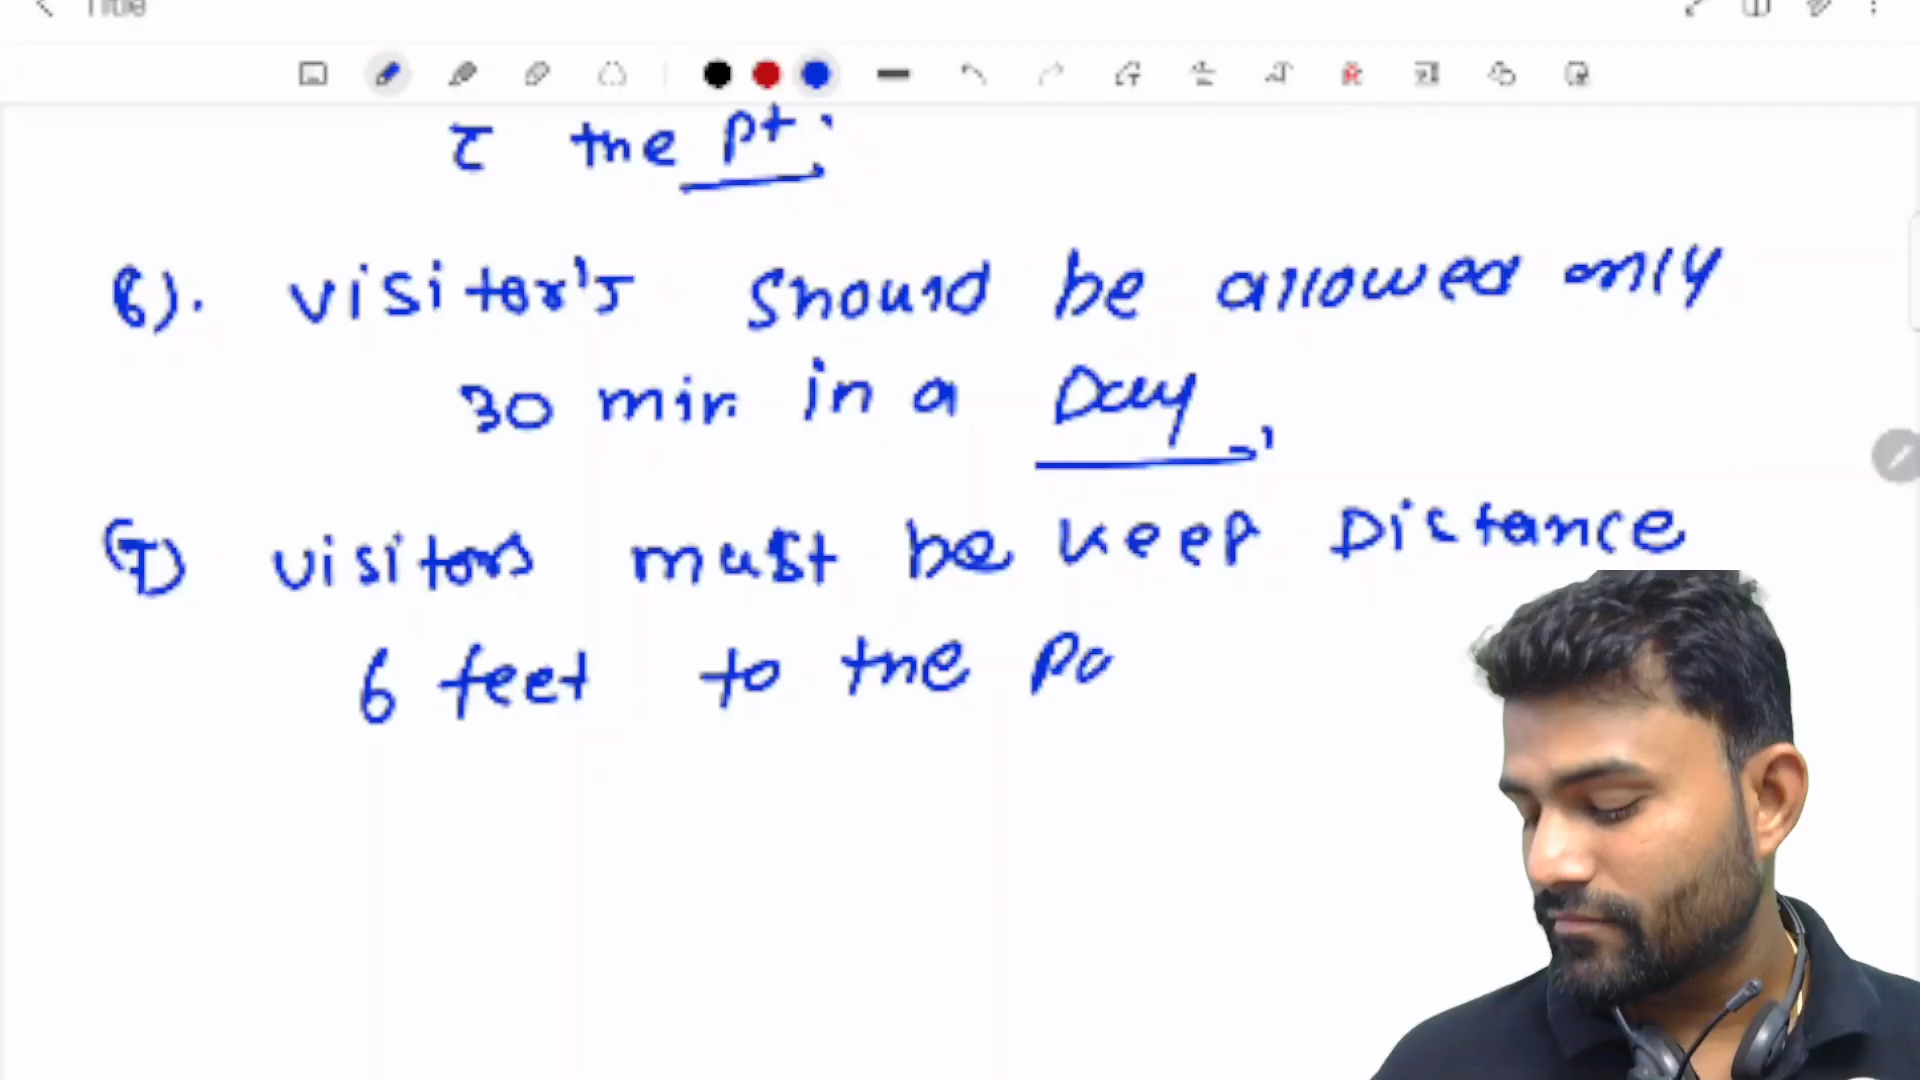 Title
c̄ the pt.
6). visitor's should be allowed only
30 min in a Day.
(7) visitors must be keep Distance
6 feet to the pa